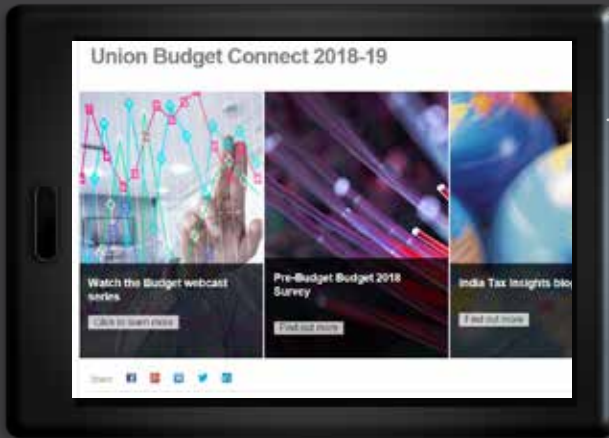 Union Budget Connect 2018-19
Watch the Budget webcast
series
Click to learn more
Pre-Budget Budget 2018
Survey
Find out more
India Tax Insights blog
Find out more
Share